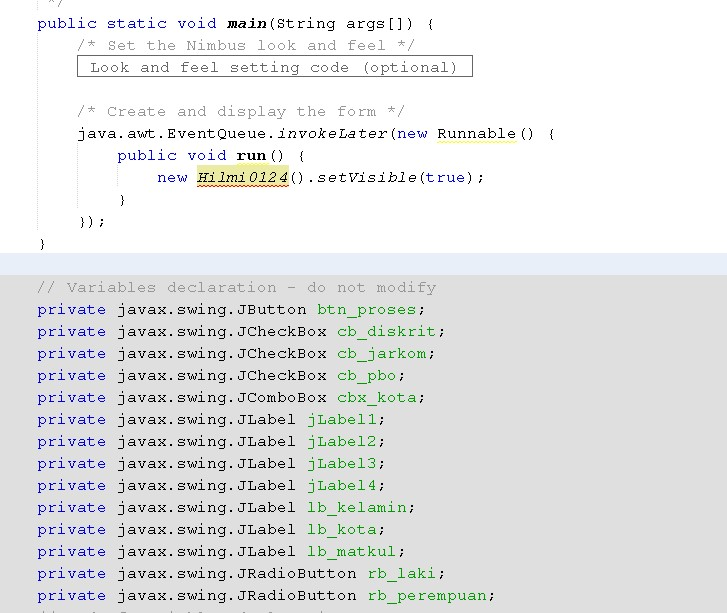 */
public static void main(String args[]) {
/* Set the Nimbus look and feel */
Look and feel setting code (optional)
/* Create and display the form */
java.awt.EventQueue.invokeLater(new Runnable() {
public void run() {
new Hilmi0124().setVisible(true);
}
});
}
// Variables declaration - do not modify
private javax.swing.JButton btn_proses;
private javax.swing.JCheckBox cb_diskrit;
private javax.swing.JCheckBox cb_jarkom;
private javax.swing.JCheckBox cb_pbo;
private javax.swing.JComboBox cbx_kota;
private javax.swing.JLabel jLabel1;
private javax.swing.JLabel jLabel2;
private javax.swing.JLabel jLabel3;
private javax.swing.JLabel jLabel4;
private javax.swing.JLabel lb_kelamin;
private javax.swing.JLabel lb_kota;
private javax.swing.JLabel lb_matkul;
private javax.swing.JRadioButton rb_laki;
private javax.swing.JRadioButton rb_perempuan;